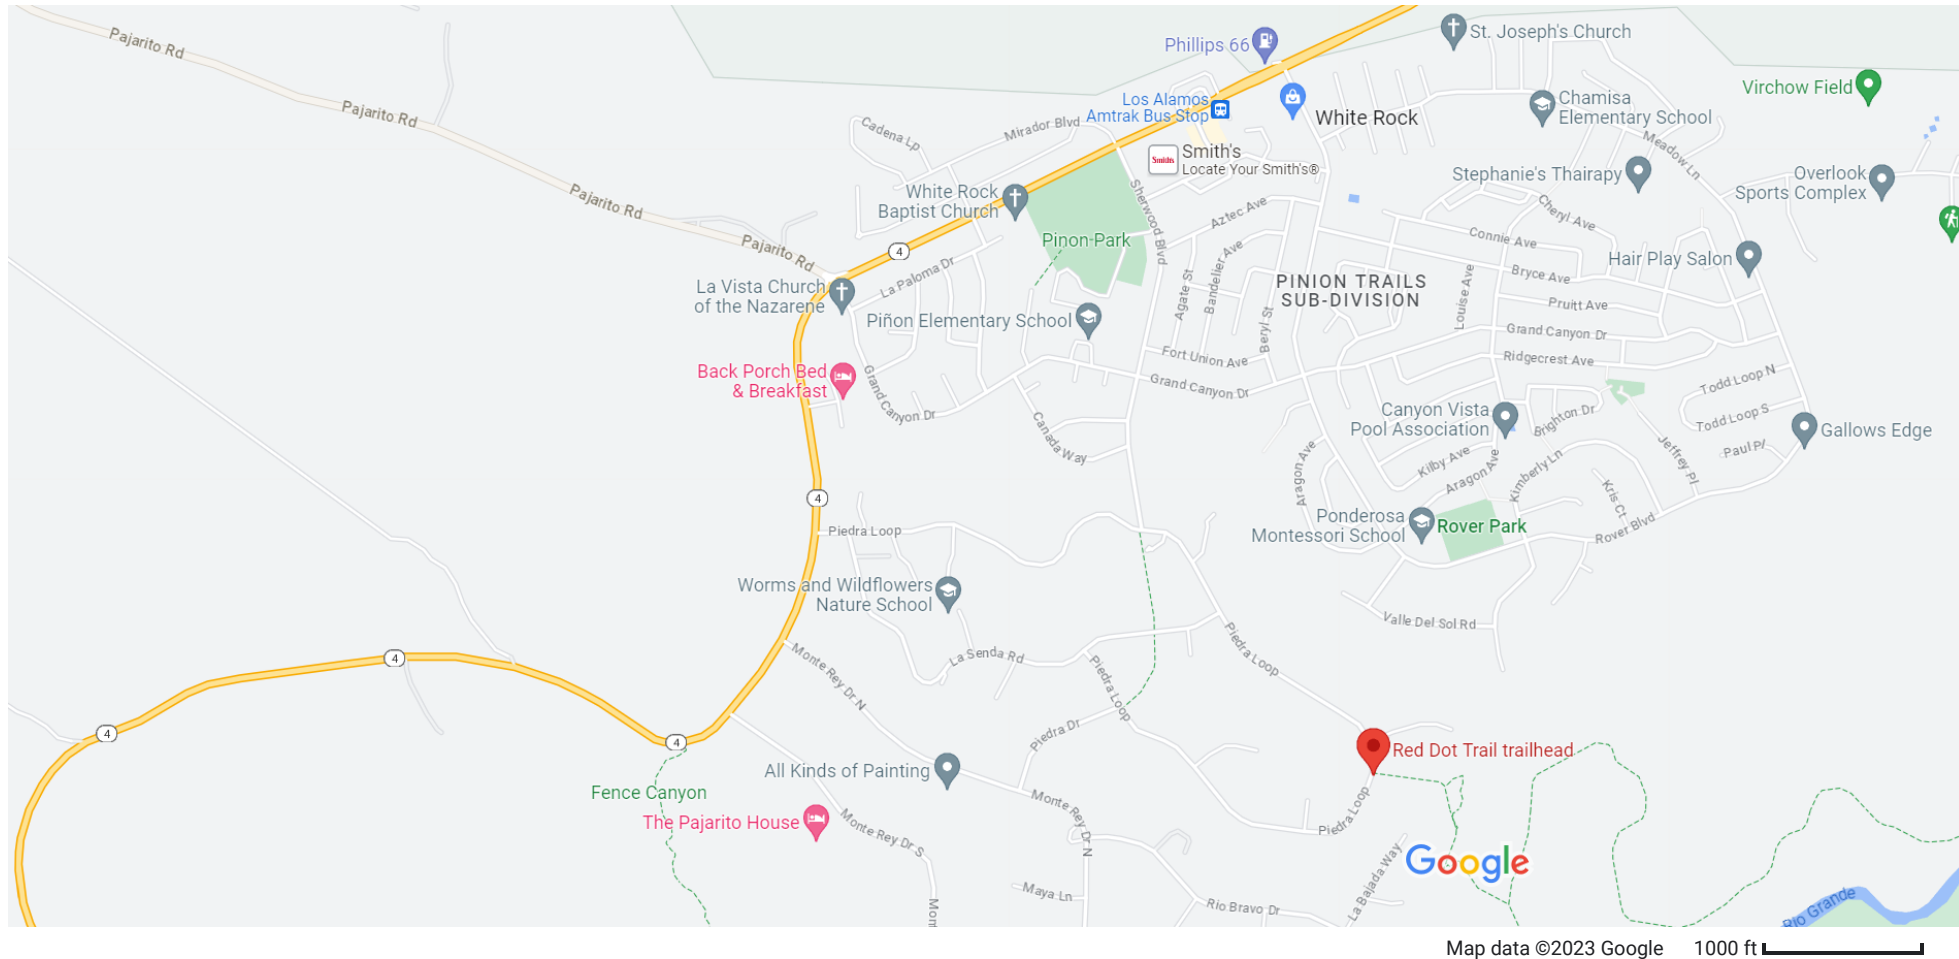 Pajarito Rd
Phillips 66
St. Joseph's Church
Virchow Field
Los Alamos
Amtrak Bus Stop
White Rock
Chamisa
Elementary School
Pajarito Rd
Cadena Lp
Mirador Blvd
Smiths
Smith's
Locate Your Smith's®
Meadow Ln
Stephanie's Thairapy
Overlook
Sports Complex
Pajarito Rd
White Rock
Baptist Church
Sherwood Blvd
Aztec Ave
Cheryl Ave
Pajarito Rd
4
Pinon Park
Connie Ave
Hair Play Salon
La Paloma Dr
Agate St
Bandelier Ave
PINION TRAILS
SUB-DIVISION
Louise Ave
Bryce Ave
La Vista Church
of the Nazarene
Pruitt Ave
Piñon Elementary School
Beryl St
Grand Canyon Dr
Fort Union Ave
Ridgecrest Ave
Back Porch Bed
& Breakfast
Grand Canyon Dr
Grand Canyon Dr
Todd Loop N
Canada Way
Canyon Vista
Pool Association
Brighton Dr
Todd Loop S
Gallows Edge
Paul Pl
Jeffrey Pl
Aragon Ave
Kilby Ave
Aragon Ave
Kimberly Ln
Kris Ct
4
Piedra Loop
Ponderosa
Montessori School
Rover Park
Rover Blvd
Worms and Wildflowers
Nature School
Valle Del Sol Rd
Piedra Loop
4
Monte Rey Dr N
La Senda Rd
Piedra Loop
4
4
Piedra Dr
Red Dot Trail trailhead
All Kinds of Painting
Fence Canyon
The Pajarito House
Monte Rey Dr S
Monte Rey Dr N
Piedra Loop
La Bajada Way
Google
Maya Ln
Mont
Rio Bravo Dr
Rio Grande
Map data ©2023 Google
1000 ft